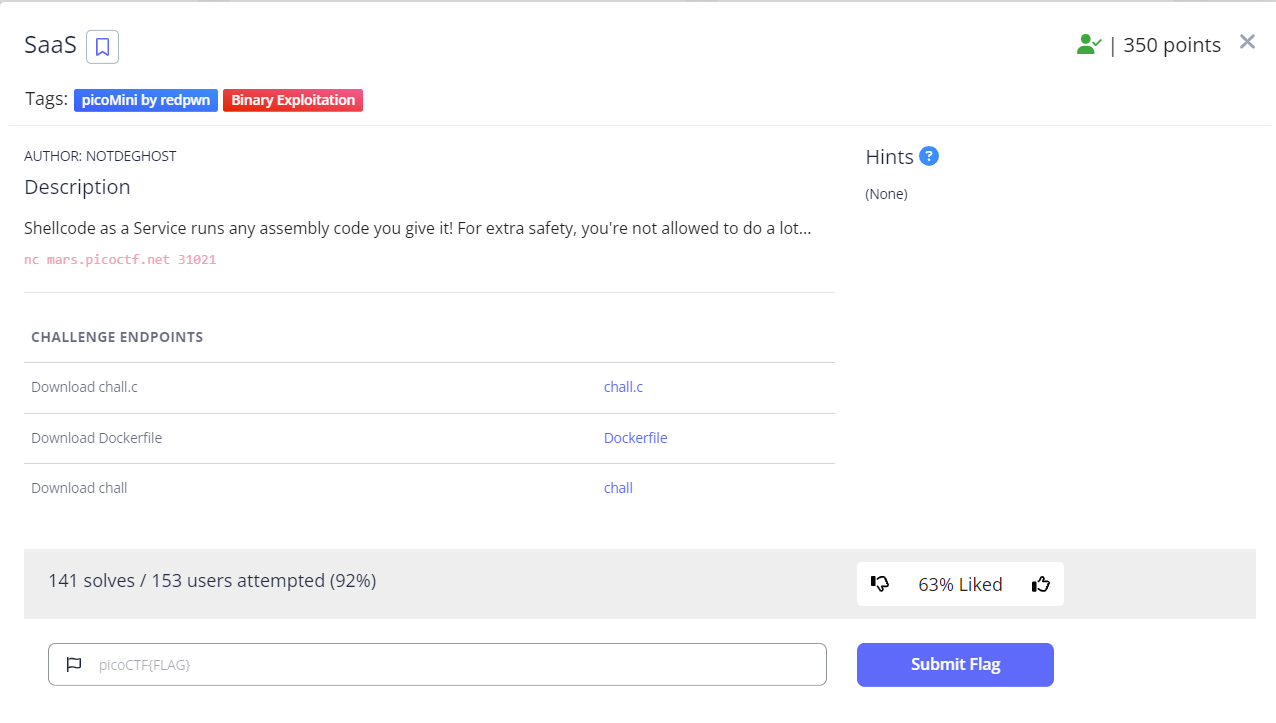 SaaS
| 350 points
Tags: picoMini by redpwn Binary Exploitation
AUTHOR: NOTDEGHOST
Description
Shellcode as a Service runs any assembly code you give it! For extra safety, you're not allowed to do a lot...
nc mars.picoctf.net 31021
Hints ?
(None)
CHALLENGE ENDPOINTS
Download chall.c chall.c
Download Dockerfile Dockerfile
Download chall chall
141 solves / 153 users attempted (92%)
63% Liked
picoCTF{FLAG}
Submit Flag